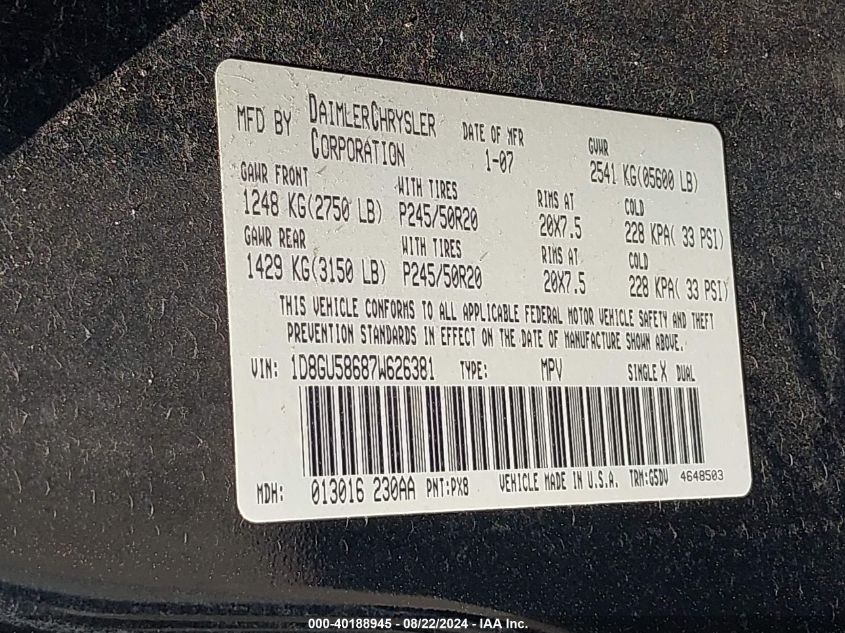 MFD BY DAIMLERCHRYSLER CORPORATION DATE OF MFR 1-07 GVWR 2541 KG(05600 LB)
GAWR FRONT WITH TIRES RIMS AT COLD
1248 KG(2750 LB) P245/50R20 20X7.5 228 KPA( 33 PSI)
GAWR REAR WITH TIRES RIMS AT COLD
1429 KG(3150 LB) P245/50R20 20X7.5 228 KPA( 33 PSI)
THIS VEHICLE CONFORMS TO ALL APPLICABLE FEDERAL MOTOR VEHICLE SAFETY AND THEFT
PREVENTION STANDARDS IN EFFECT ON THE DATE OF MANUFACTURE SHOWN ABOVE.
VIN: 1D8GU58687W626381 TYPE: MPV SINGLE X DUAL
MDH: 013016 230AA PNT:PX8 VEHICLE MADE IN U.S.A. TRM:G5DV 4648503
000-40188945 - 08/22/2024 - IAA Inc.